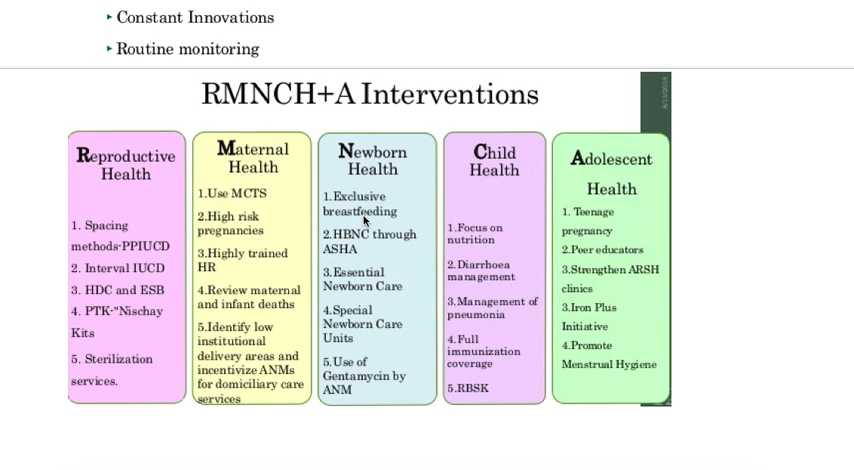 ▸ Constant Innovations
▸ Routine monitoring
RMNCH+A Interventions
Reproductive
Health
1. Spacing
methods-PPIUCD
2. Interval IUCD
3. HDC and ESB
4. PTK-"Nischay
Kits
5. Sterilization
services.
Maternal
Health
1.Use MCTS
2.High risk
pregnancies
3.Highly trained
HR
4.Review maternal
and infant deaths
5.Identify low
institutional
delivery areas and
incentivize ANMs
for domiciliary care
services
Newborn
Health
1.Exclusive
breastfeeding
2.HBNC through
ASHA
3.Essential
Newborn Care
4.Special
Newborn Care
Units
5.Use of
Gentamycin by
ANM
Child
Health
1.Focus on
nutrition
2.Diarrhoea
management
3.Management of
pneumonia
4.Full
immunization
coverage
5.RBSK
Adolescent
Health
1. Teenage
pregnancy
2.Peer educators
3.Strengthen ARSH
clinics
3.Iron Plus
Initiative
4.Promote
Menstrual Hygiene